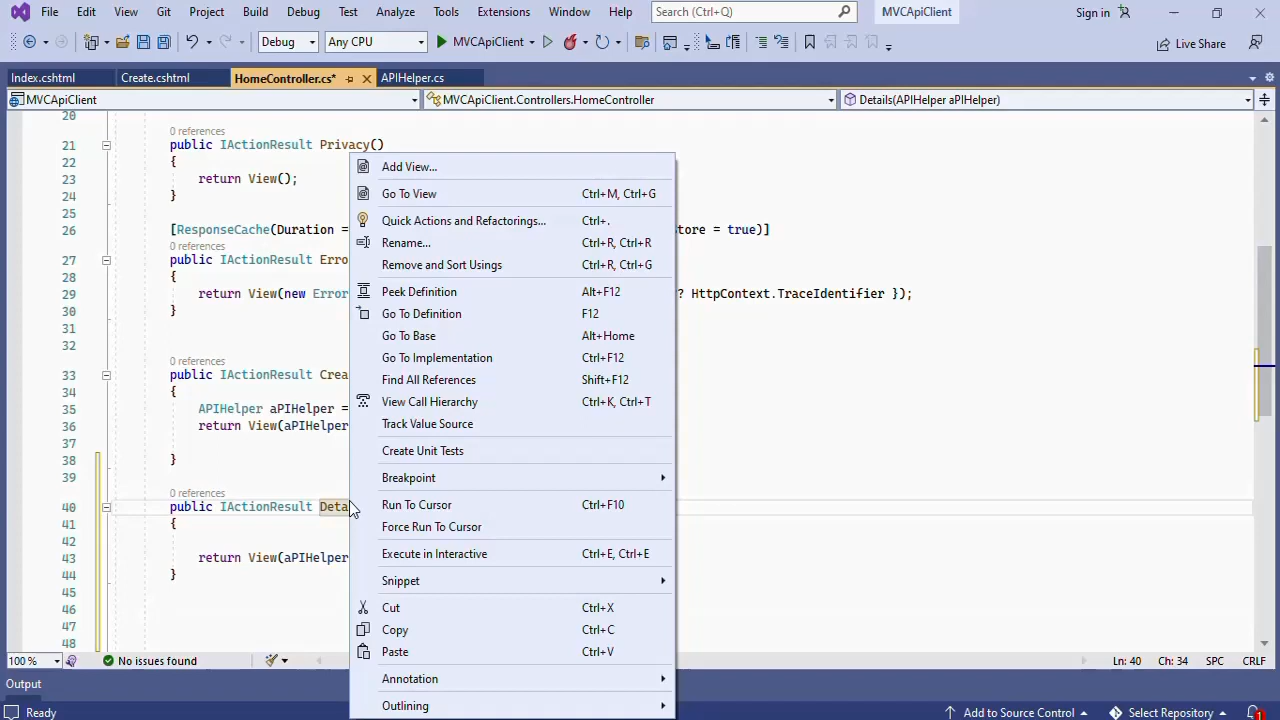 File Edit View Git Project Build Debug Test Analyze Tools Extensions Window Help Search (Ctrl+Q) MVCApiClient Sign in
Debug Any CPU MVCApiClient Live Share
Index.cshtml Create.cshtml HomeController.cs* APIHelper.cs
MVCApiClient MVCApiClient.Controllers.HomeController Details(APIHelper aPIHelper)
20
0 references
21 public IActionResult Privacy()
22 {
23 return View();
24 }
25
26 [ResponseCache(Duration = store = true)]
0 references
27 public IActionResult Erro
28 {
29 return View(new Error ?? HttpContext.TraceIdentifier });
30 }
31
32
0 references
33 public IActionResult Crea
34 {
35 APIHelper aPIHelper =
36 return View(aPIHelper
37
38 }
39
0 references
40 public IActionResult Deta
41 {
42
43 return View(aPIHelper
44 }
45
46
47
48
Add View...
Go To View Ctrl+M, Ctrl+G
Quick Actions and Refactorings... Ctrl+.
Rename... Ctrl+R, Ctrl+R
Remove and Sort Usings Ctrl+R, Ctrl+G
Peek Definition Alt+F12
Go To Definition F12
Go To Base Alt+Home
Go To Implementation Ctrl+F12
Find All References Shift+F12
View Call Hierarchy Ctrl+K, Ctrl+T
Track Value Source
Create Unit Tests
Breakpoint
Run To Cursor Ctrl+F10
Force Run To Cursor
Execute in Interactive Ctrl+E, Ctrl+E
Snippet
Cut Ctrl+X
Copy Ctrl+C
Paste Ctrl+V
Annotation
Outlining
100 % No issues found Ln: 40 Ch: 34 SPC CRLF
Output
Ready Add to Source Control Select Repository 1